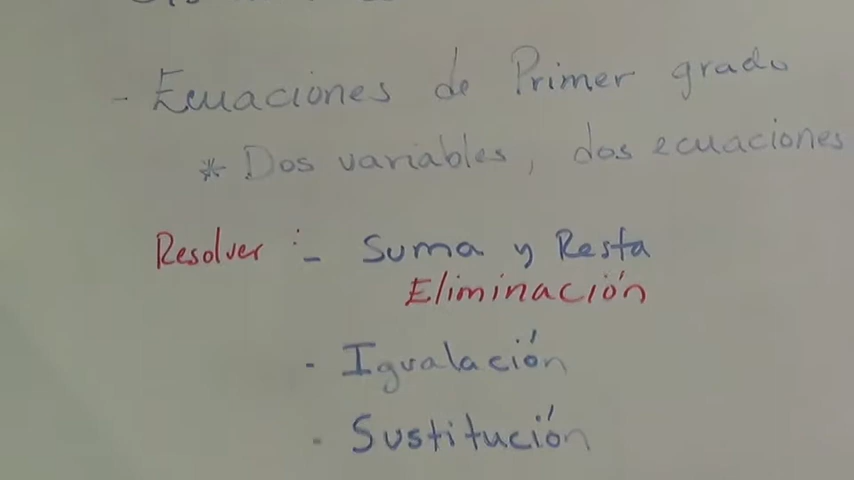 - Ecuaciones de Primer grado
* Dos variables, dos ecuaciones
Resolver :- Suma y Resta
Eliminación
- Igualación
- Sustitución